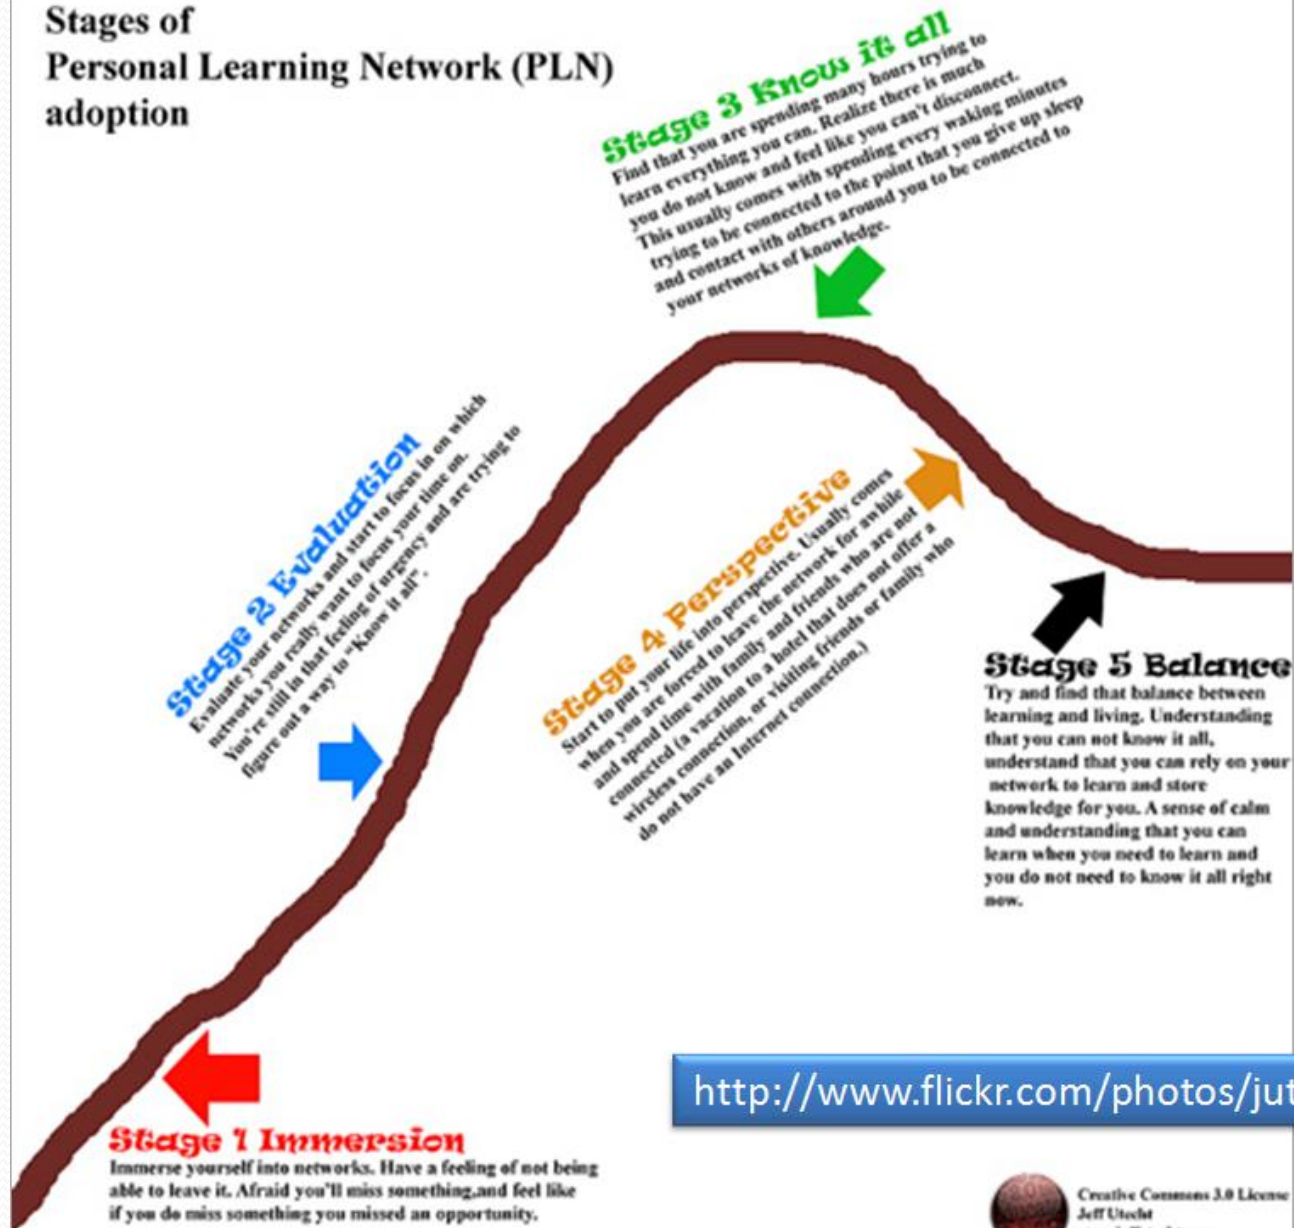 Stages of
Personal Learning Network (PLN)
adoption
Stage 3 Know it all
Find that you are spending many hours trying to
learn everything you can. Realize there is much
you do not know and feel like you can't disconnect.
This usually comes with spending every waking minutes
trying to be connected to the point that you give up sleep
and contact with others around you to be connected to
your networks of knowledge.
Stage 2 Evaluation
Evaluate your networks and start to focus in on which
networks you really want to focus your time on.
You're still in that feeling of urgency and are trying to
figure out a way to "Know it all".
Stage 4 Perspective
Start to put your life into perspective. Usually comes
when you are forced to leave the network for awhile
and spend time with family and friends who are not
connected (a vacation to a hotel that does not offer a
wireless connection, or visiting friends or family who
do not have an Internet connection.)
Stage 5 Balance
Try and find that balance between
learning and living. Understanding
that you can not know it all,
understand that you can rely on your
network to learn and store
knowledge for you. A sense of calm
and understanding that you can
learn when you need to learn and
you do not need to know it all right
now.
http://www.flickr.com/photos/jut
Stage 1 Immersion
Immerse yourself into networks. Have a feeling of not being
able to leave it. Afraid you'll miss something,and feel like
if you do miss something you missed an opportunity.
Creative Commons 3.0 License
Jeff Utecht